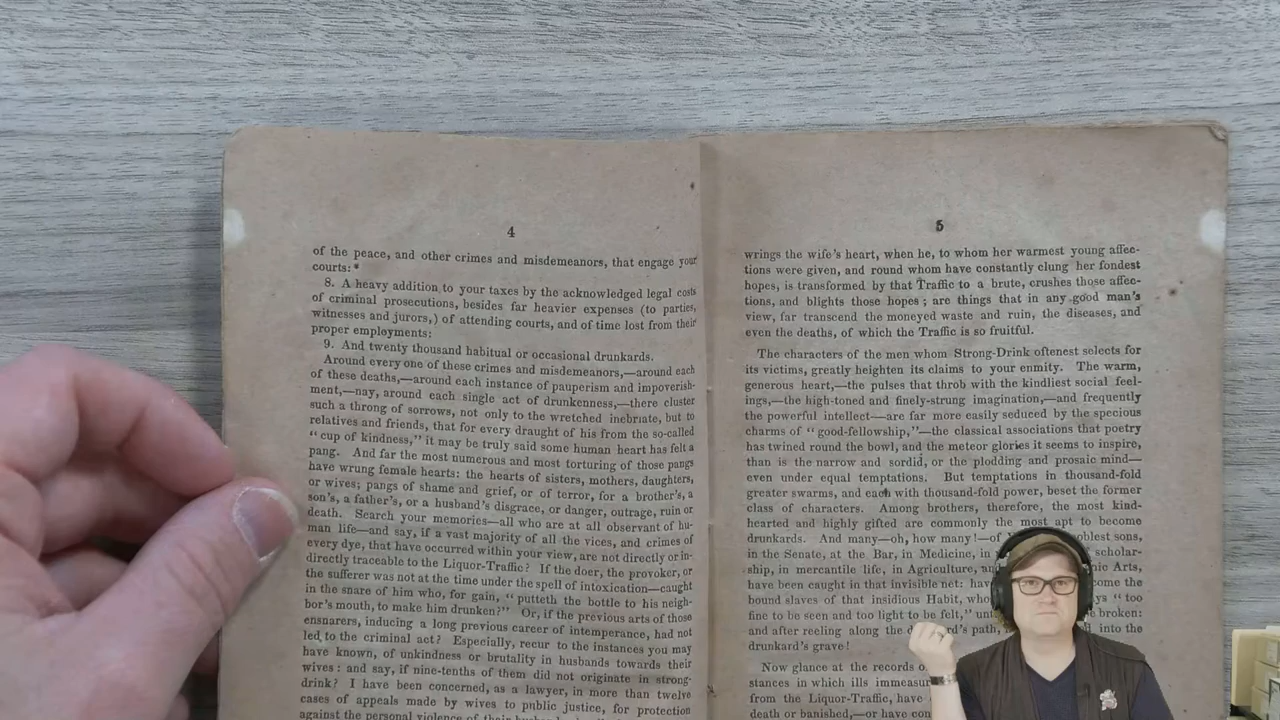 4
of the peace, and other crimes and misdemeanors, that engage your
courts:*
8. A heavy addition to your taxes by the acknowledged legal costs
of criminal prosecutions, besides far heavier expenses (to parties,
witnesses and jurors,) of attending courts, and of time lost from their
proper employments:
9. And twenty thousand habitual or occasional drunkards.
Around every one of these crimes and misdemeanors,—around each
of these deaths,—around each instance of pauperism and impoverish-
ment,—nay, around each single act of drunkenness,—there cluster
such a throng of sorrows, not only to the wretched inebriate, but to
relatives and friends, that for every draught of his from the so-called
"cup of kindness," it may be truly said some human heart has felt a
pang. And far the most numerous and most torturing of those pangs
have wrung female hearts: the hearts of sisters, mothers, daughters,
or wives; pangs of shame and grief, or of terror, for a brother's, a
son's, a father's, or a husband's disgrace, or danger, outrage, ruin or
death. Search your memories—all who are at all observant of hu-
man life—and say, if a vast majority of all the vices, and crimes of
every dye, that have occurred within your view, are not directly or in-
directly traceable to the Liquor-Traffic? If the doer, the provoker, or
the sufferer was not at the time under the spell of intoxication—caught
in the snare of him who, for gain, "putteth the bottle to his neigh-
bor's mouth, to make him drunken?" Or, if the previous arts of those
ensnarers, inducing a long previous career of intemperance, had not
led to the criminal act? Especially, recur to the instances you may
have known, of unkindness or brutality in husbands towards their
wives: and say, if nine-tenths of them did not originate in strong-
drink? I have been concerned, as a lawyer, in more than twelve
cases of appeals made by wives to public justice, for protection
against the personal violence of their
5
wrings the wife's heart, when he, to whom her warmest young affec-
tions were given, and round whom have constantly clung her fondest
hopes, is transformed by that Traffic to a brute, crushes those affec-
tions, and blights those hopes; are things that in any good man's
view, far transcend the moneyed waste and ruin, the diseases, and
even the deaths, of which the Traffic is so fruitful.
The characters of the men whom Strong-Drink oftenest selects for
its victims, greatly heighten its claims to your enmity. The warm,
generous heart,—the pulses that throb with the kindliest social feel-
ings,—the high-toned and finely-strung imagination,—and frequently
the powerful intellect—are far more easily seduced by the specious
charms of "good-fellowship,"—the classical associations that poetry
has twined round the bowl, and the meteor glories it seems to inspire,
than is the narrow and sordid, or the plodding and prosaic mind—
even under equal temptations. But temptations in thousand-fold
greater swarms, and each with thousand-fold power, beset the former
class of characters. Among brothers, therefore, the most kind-
hearted and highly gifted are commonly the most apt to become
drunkards. And many—oh, how many!—of noblest sons,
in the Senate, at the Bar, in Medicine, in scholar-
ship, in mercantile life, in Agriculture, Arts,
have been caught in that invisible net: the
bound slaves of that insidious Habit, "too
fine to be seen and too light to be felt," broken:
and after reeling along the path, into the
drunkard's grave!
Now glance at the records
stances in which ills
from the Liquor-Traffic, have
death or banished,—or have